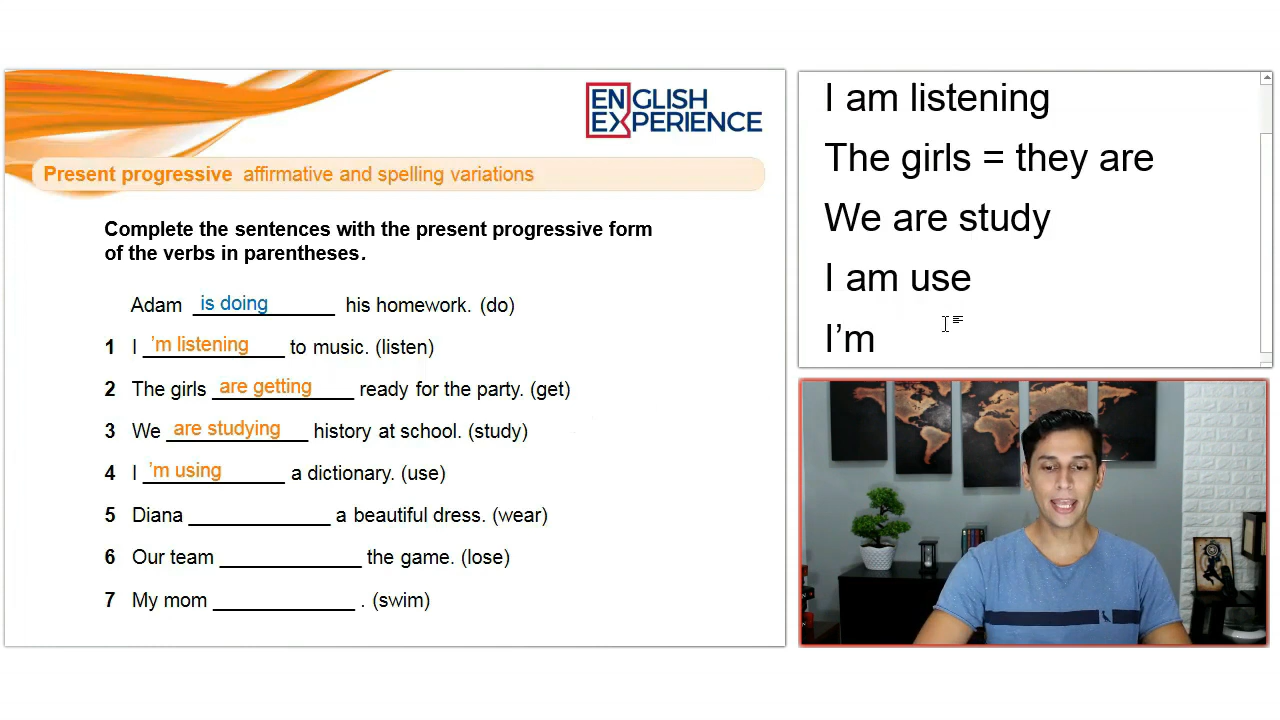 ENGLISH
EXPERIENCE
Present progressive affirmative and spelling variations
Complete the sentences with the present progressive form
of the verbs in parentheses.
Adam is doing his homework. (do)
1 I 'm listening to music. (listen)
2 The girls are getting ready for the party. (get)
3 We are studying history at school. (study)
4 I 'm using a dictionary. (use)
5 Diana ____________ a beautiful dress. (wear)
6 Our team ____________ the game. (lose)
7 My mom ____________ . (swim)
I am listening
The girls = they are
We are study
I am use
I’m